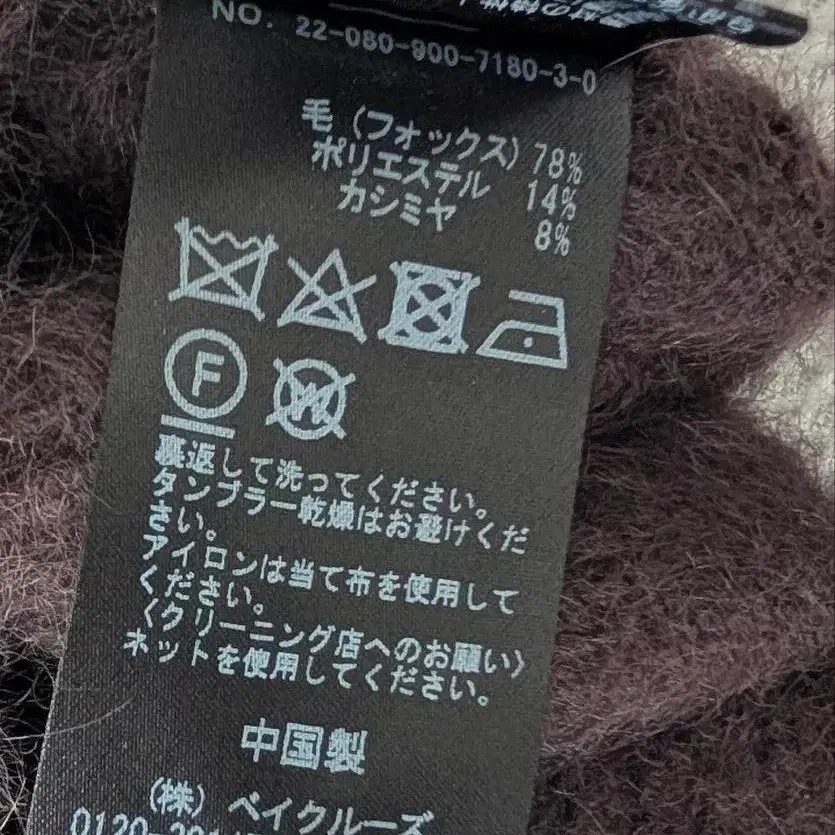 NO. 22-080-900-7180-3-0
毛 (フォックス) 78%
ポリエステル 14%
カシミヤ 8%
F
W
裏返して洗ってください。
タンブラー乾燥はお避けくだ
さい。
アイロンは当て布を使用して
ください。
〈クリーニング店へのお願い〉
ネットを使用してください。
中国製
(株) ベイクルーズ